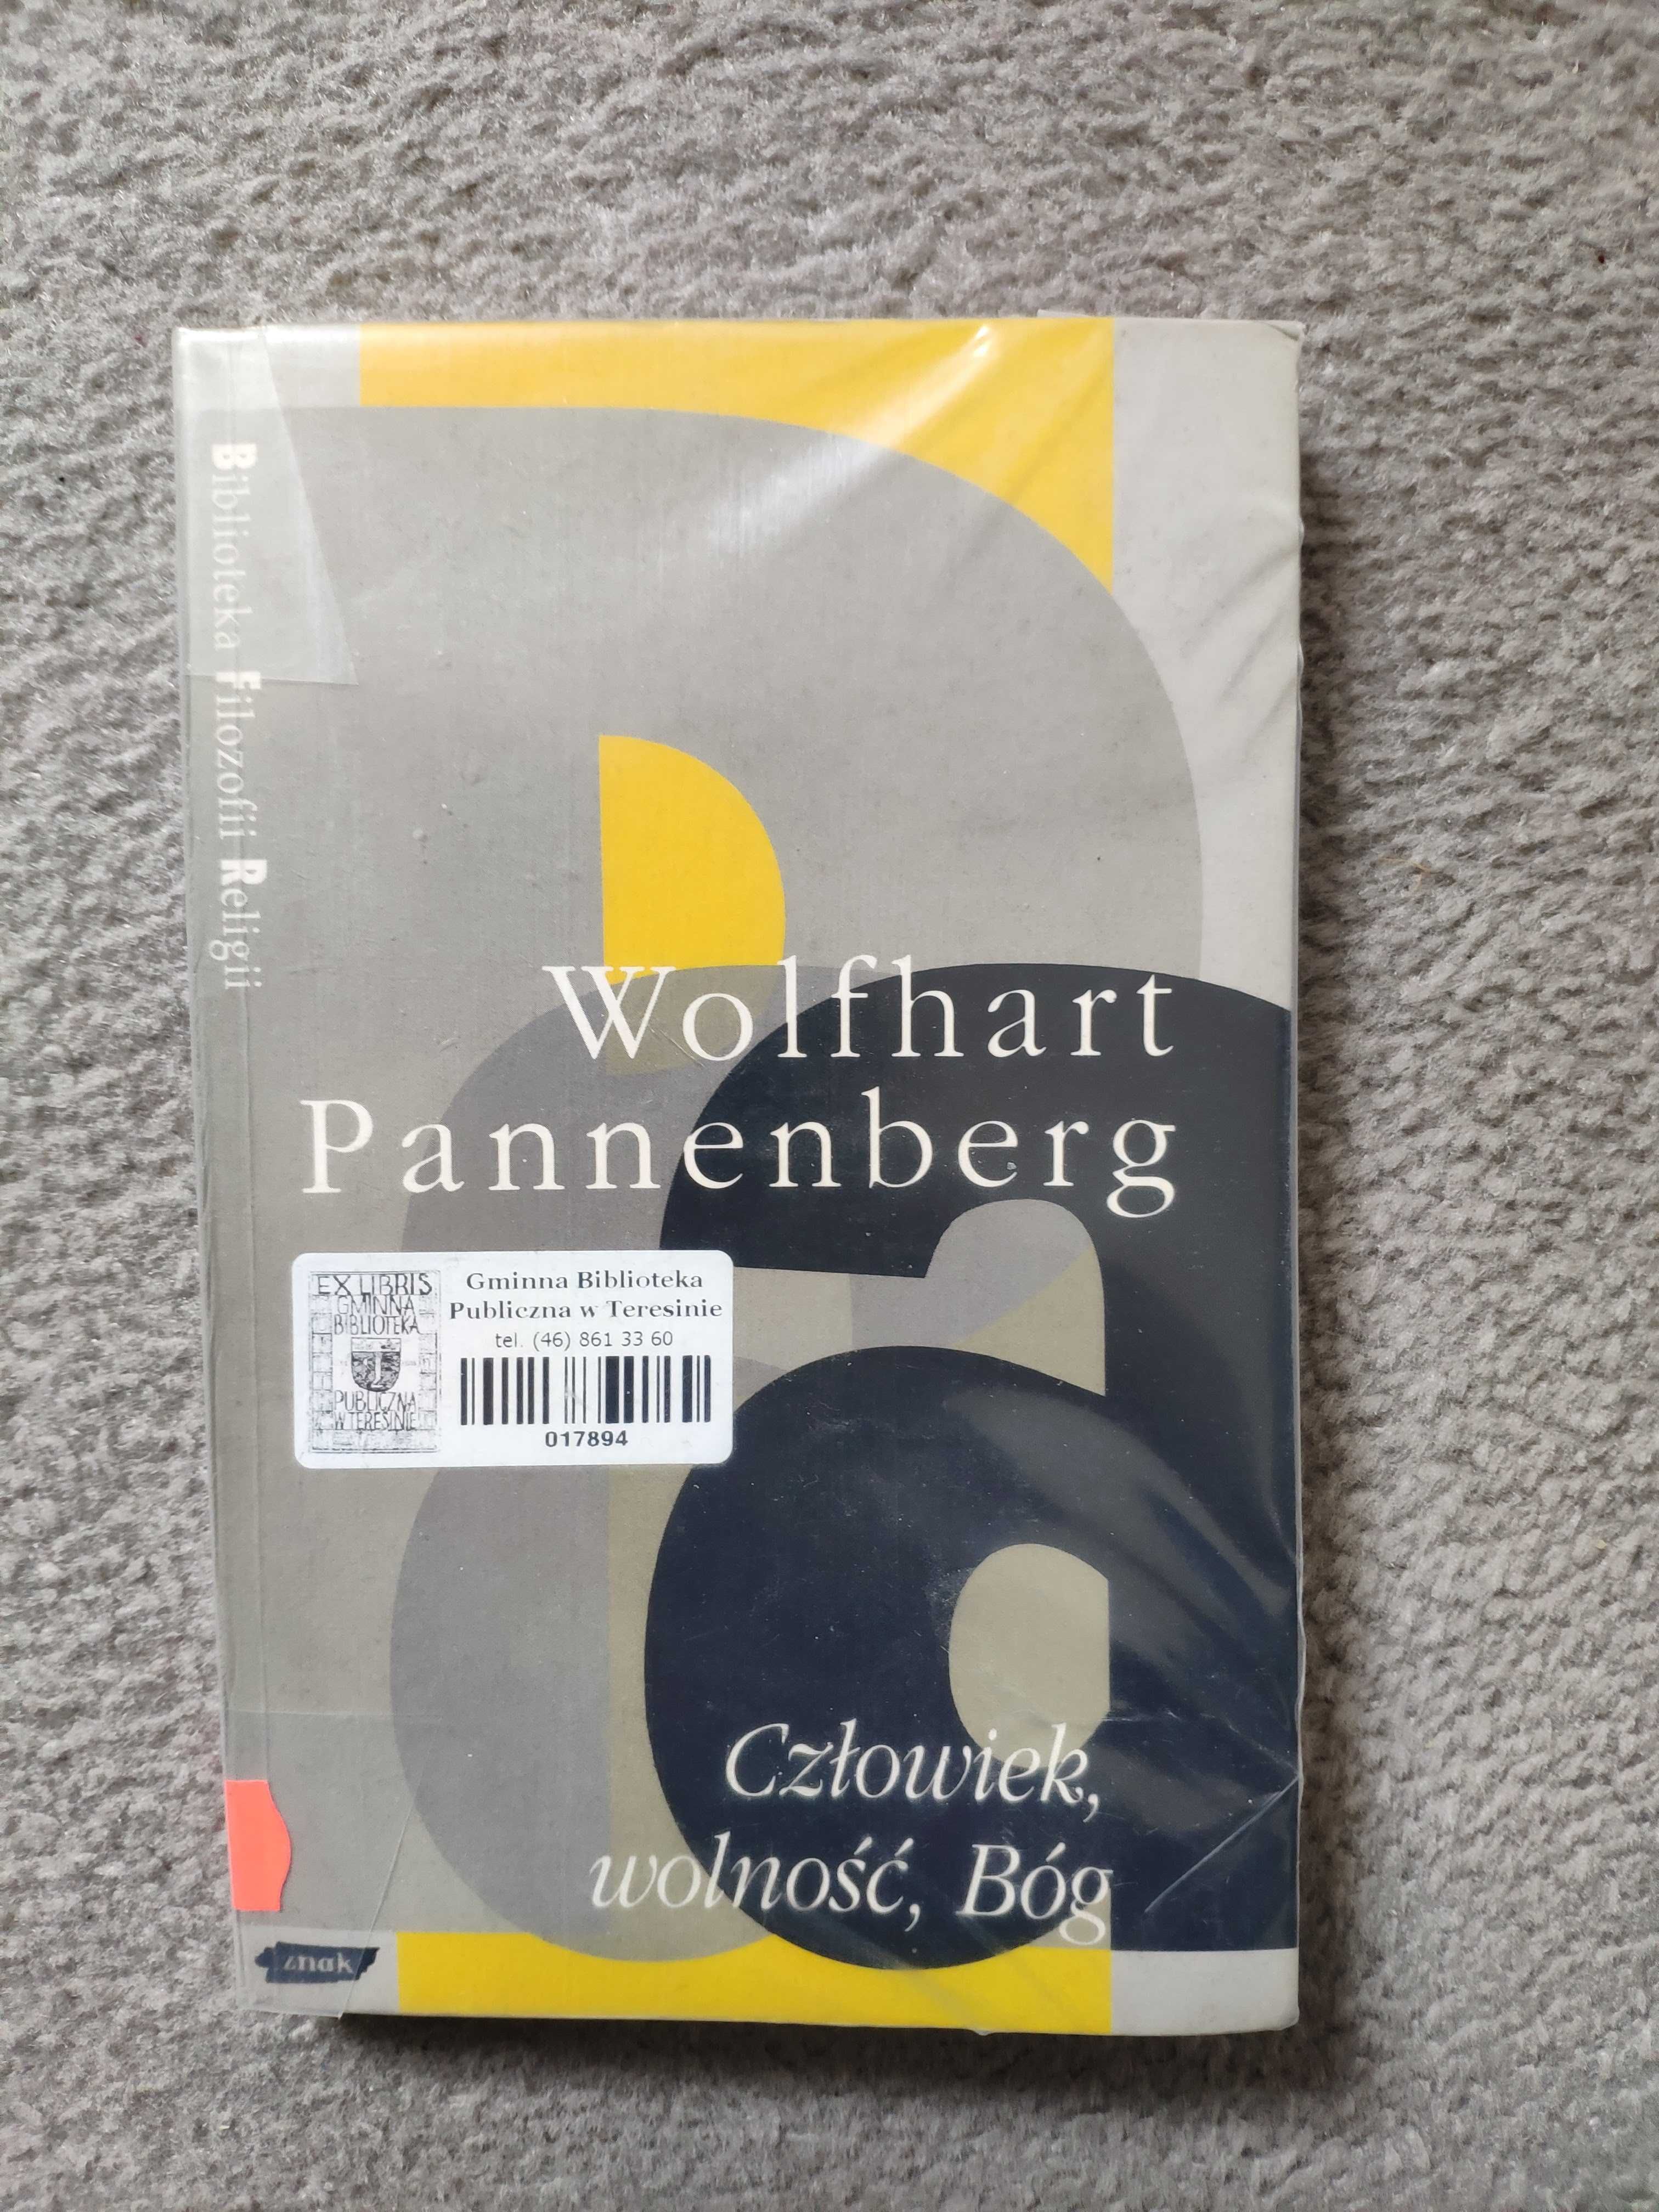 Biblioteka Filozofii Religii
Wolfhart
Pannenberg
EX LIBRIS
GMINNA
BIBLIOTEKA
PUBLICZNA
W TERESINIE
Gminna Biblioteka
Publiczna w Teresinie
tel. (46) 861 33 60
017894
Człowiek,
wolność, Bóg
znak